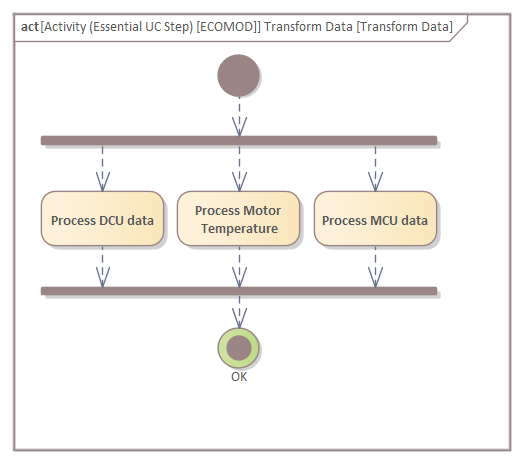 act [Activity (Essential UC Step) [ECOMOD]] Transform Data [Transform Data]
Process DCU data
Process Motor
Temperature
Process MCU data
OK